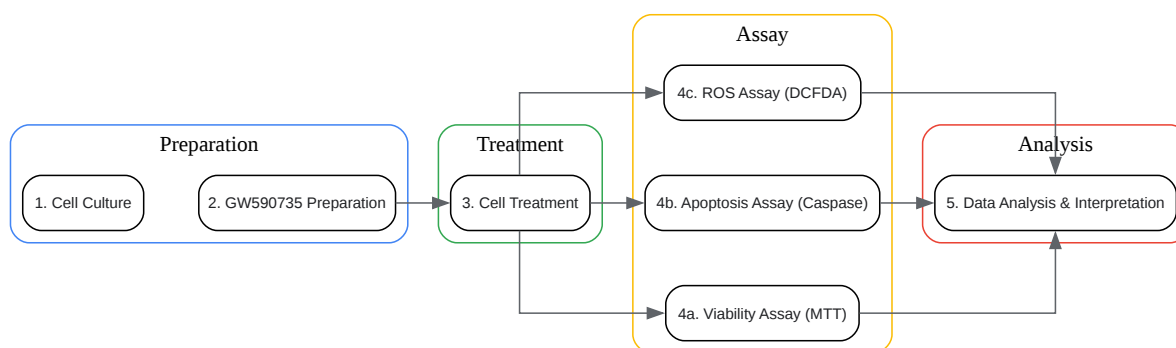 Preparation
1. Cell Culture
2. GW590735 Preparation
Treatment
3. Cell Treatment
Assay
4c. ROS Assay (DCFDA)
4b. Apoptosis Assay (Caspase)
4a. Viability Assay (MTT)
Analysis
5. Data Analysis & Interpretation